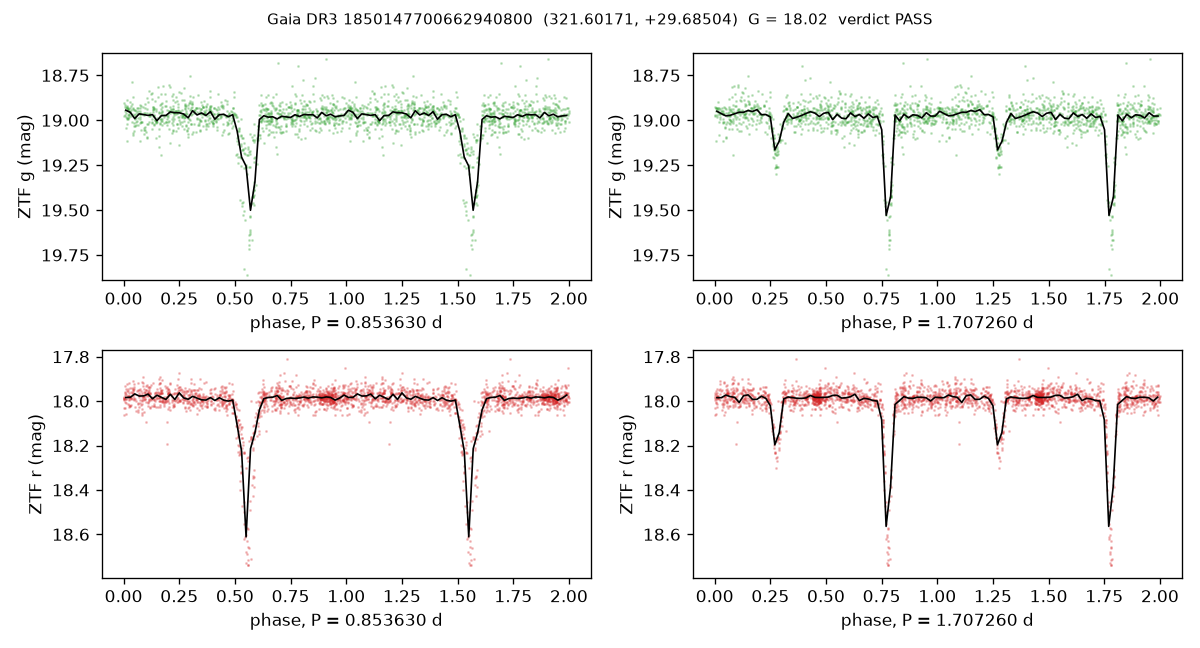 Gaia DR3 1850147700662940800 (321.60171, +29.68504) G = 18.02 verdict PASS
ZTF g (mag)
18.75
19.00
19.25
19.50
19.75
0.00 0.25 0.50 0.75 1.00 1.25 1.50 1.75 2.00
phase, P = 0.853630 d
ZTF g (mag)
18.75
19.00
19.25
19.50
19.75
0.00 0.25 0.50 0.75 1.00 1.25 1.50 1.75 2.00
phase, P = 1.707260 d
ZTF r (mag)
17.8
18.0
18.2
18.4
18.6
0.00 0.25 0.50 0.75 1.00 1.25 1.50 1.75 2.00
phase, P = 0.853630 d
ZTF r (mag)
17.8
18.0
18.2
18.4
18.6
0.00 0.25 0.50 0.75 1.00 1.25 1.50 1.75 2.00
phase, P = 1.707260 d